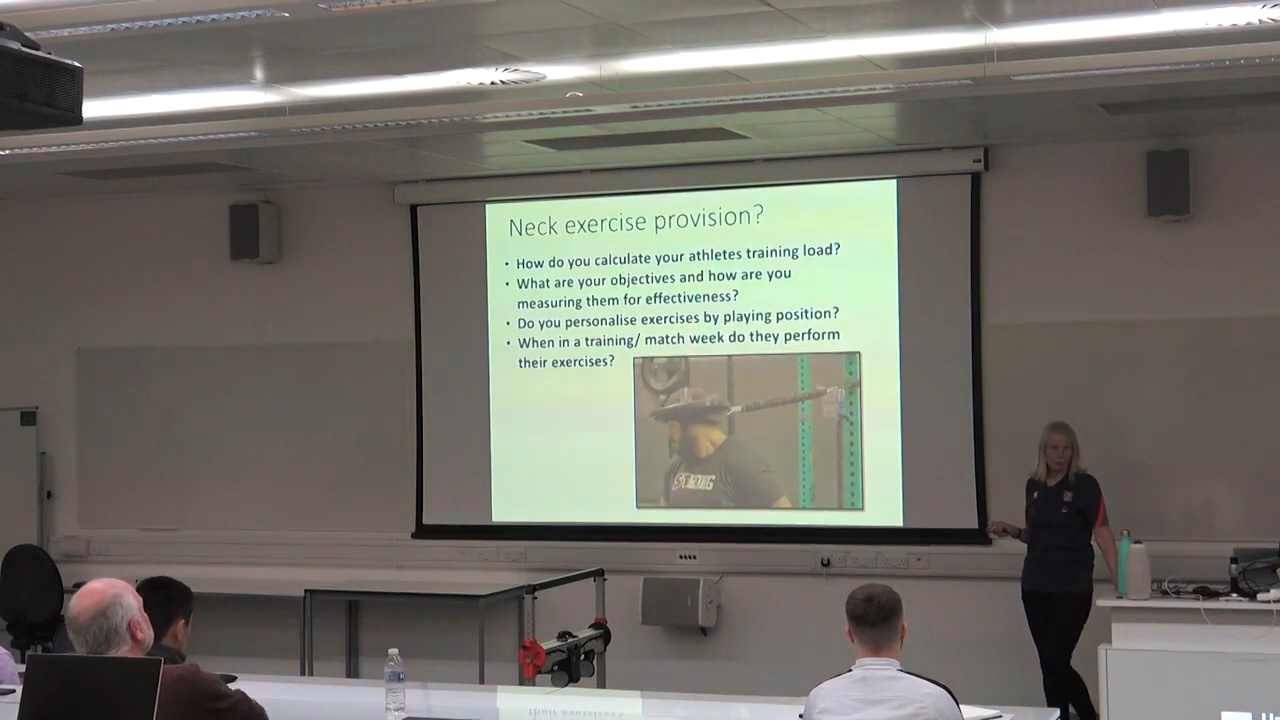 Neck exercise provision?
• How do you calculate your athletes training load?
• What are your objectives and how are you
measuring them for effectiveness?
• Do you personalise exercises by playing position?
• When in a training/ match week do they perform
their exercises?
STRONG